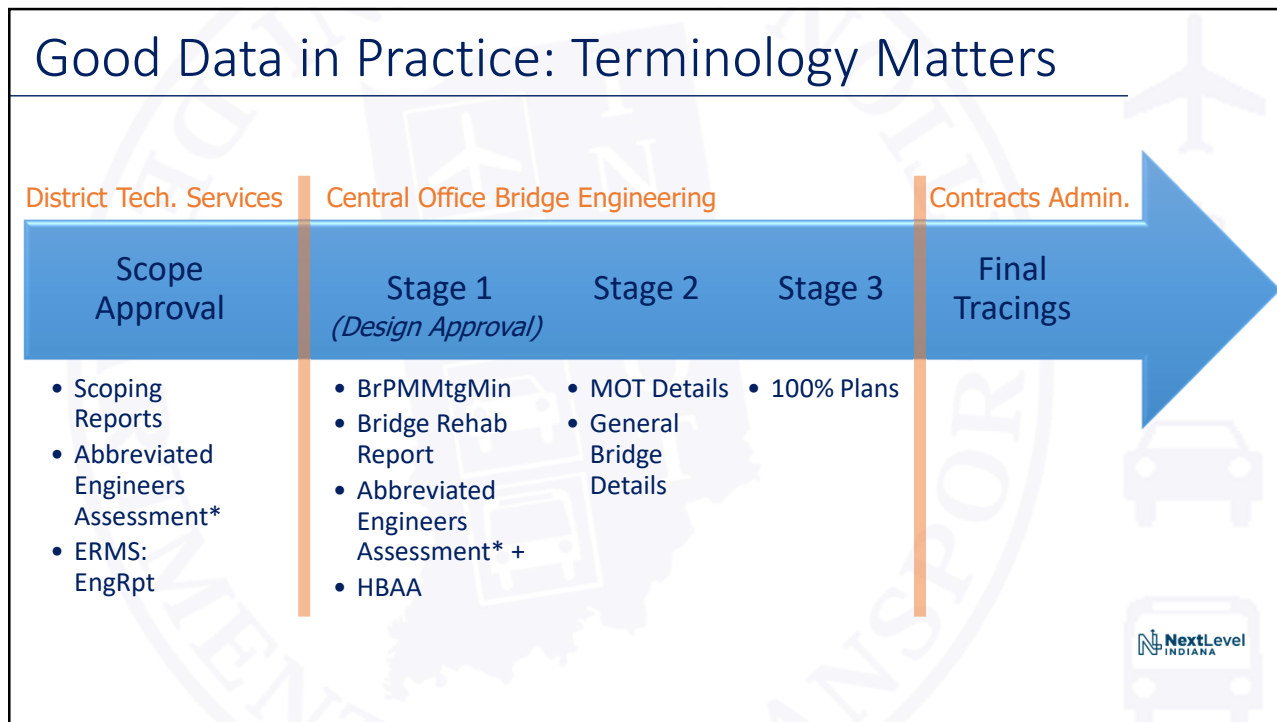 Good Data in Practice: Terminology Matters
District Tech. Services
Central Office Bridge Engineering
Contracts Admin.
Scope
Approval
Stage 1
(Design Approval)
Stage 2
Stage 3
Final
Tracings
• Scoping
Reports
• Abbreviated
Engineers
Assessment*
• ERMS:
EngRpt
• BrPMMtgMin
• Bridge Rehab
Report
• Abbreviated
Engineers
Assessment* +
• HBAA
• MOT Details
• General
Bridge
Details
• 100% Plans
NextLevel
INDIANA